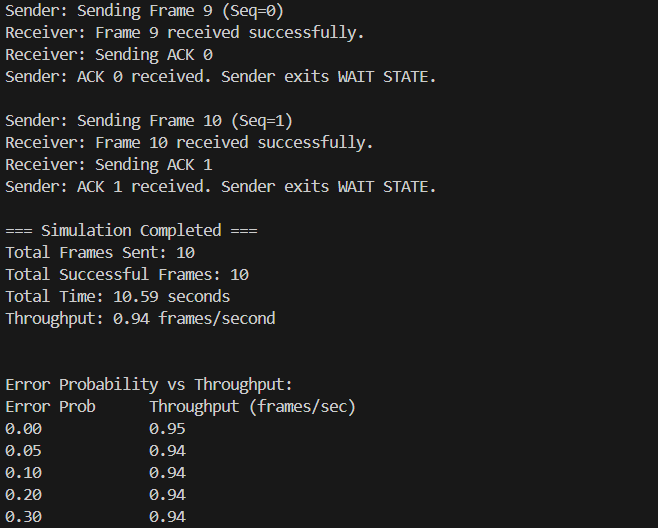 Sender: Sending Frame 9 (Seq=0)
Receiver: Frame 9 received successfully.
Receiver: Sending ACK 0
Sender: ACK 0 received. Sender exits WAIT STATE.
Sender: Sending Frame 10 (Seq=1)
Receiver: Frame 10 received successfully.
Receiver: Sending ACK 1
Sender: ACK 1 received. Sender exits WAIT STATE.
=== Simulation Completed ===
Total Frames Sent: 10
Total Successful Frames: 10
Total Time: 10.59 seconds
Throughput: 0.94 frames/second
Error Probability vs Throughput:
Error Prob      Throughput (frames/sec)
0.00            0.95
0.05            0.94
0.10            0.94
0.20            0.94
0.30            0.94